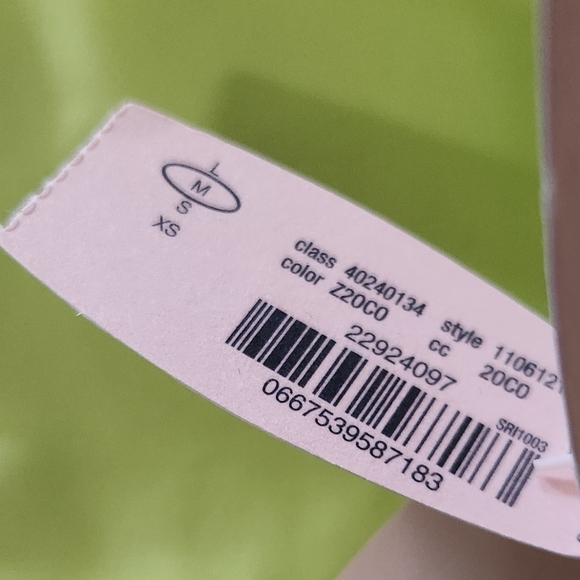 L
M
S
XS
class 40240134 style
color Z20C0 cc 20C0
22924097
SRI1003
0667539587183